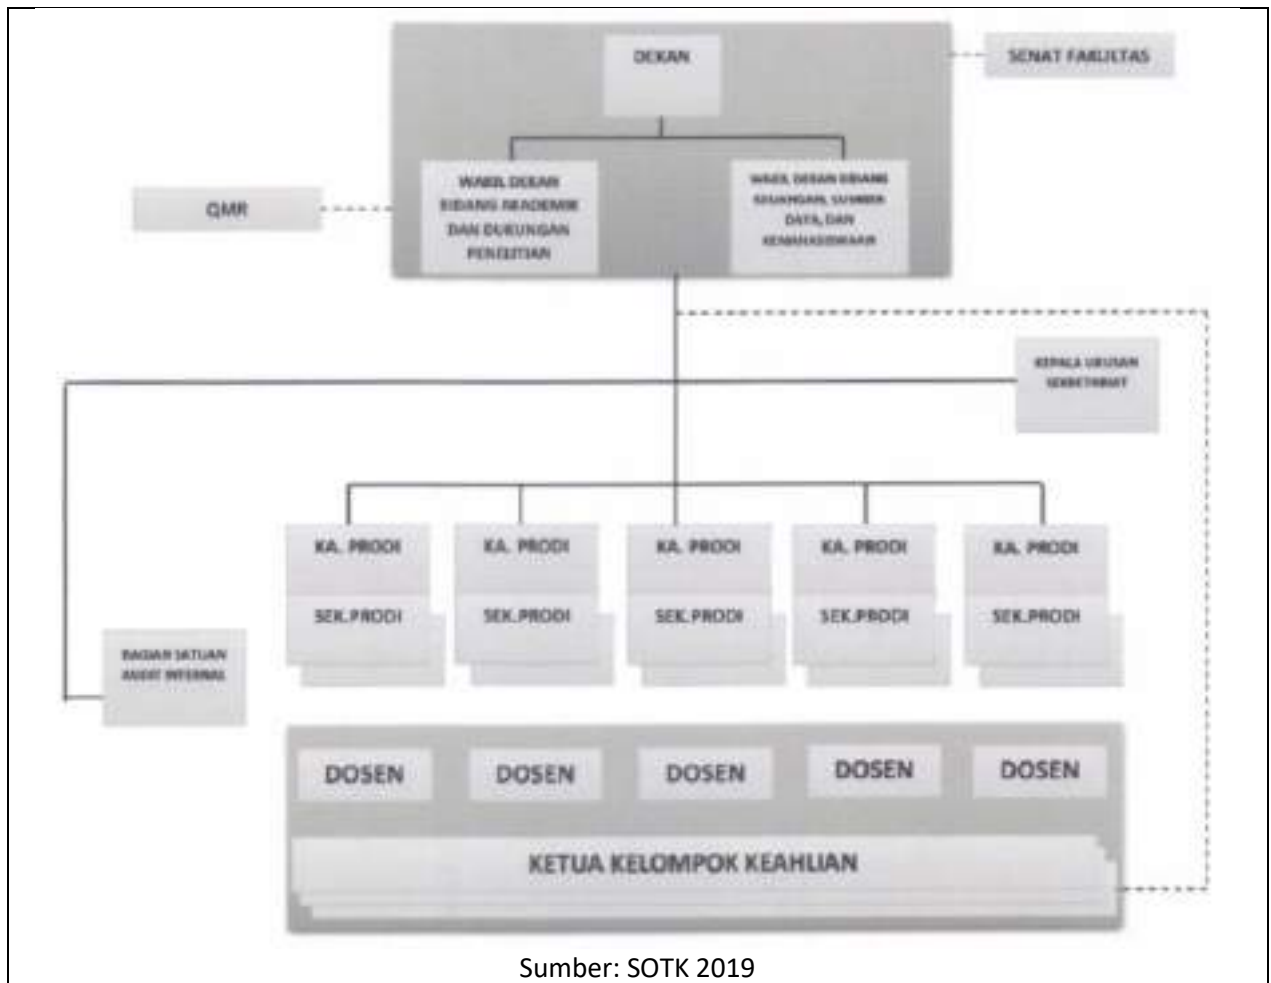 DEKAN
SENAT FAKULTAS
WAKIL DEKAN
BIDANG AKADEMIK
DAN DUKUNGAN
PENELITIAN
WAKIL DEKAN BIDANG
KEUANGAN, SUMBER
DAYA, DAN
KEMAHASISWAAN
QMR
KEPALA URUSAN
SEKRETARIAT
KA. PRODI
KA. PRODI
KA. PRODI
KA. PRODI
KA. PRODI
SEK.PRODI
SEK.PRODI
SEK.PRODI
SEK.PRODI
SEK.PRODI
BAGIAN SATUAN
AUDIT INTERNAL
DOSEN
DOSEN
DOSEN
DOSEN
DOSEN
KETUA KELOMPOK KEAHLIAN
Sumber: SOTK 2019